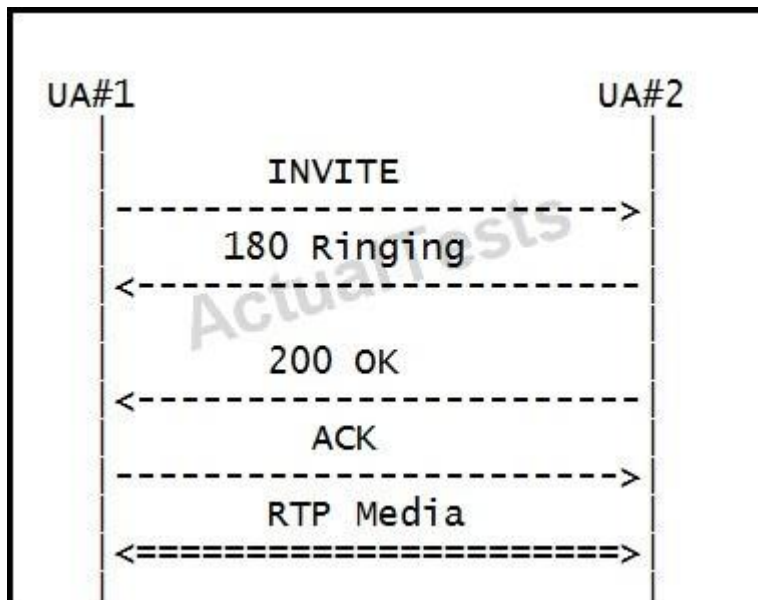 UA#1 UA#2
INVITE
180 Ringing
ActualTests
200 OK
ACK
RTP Media